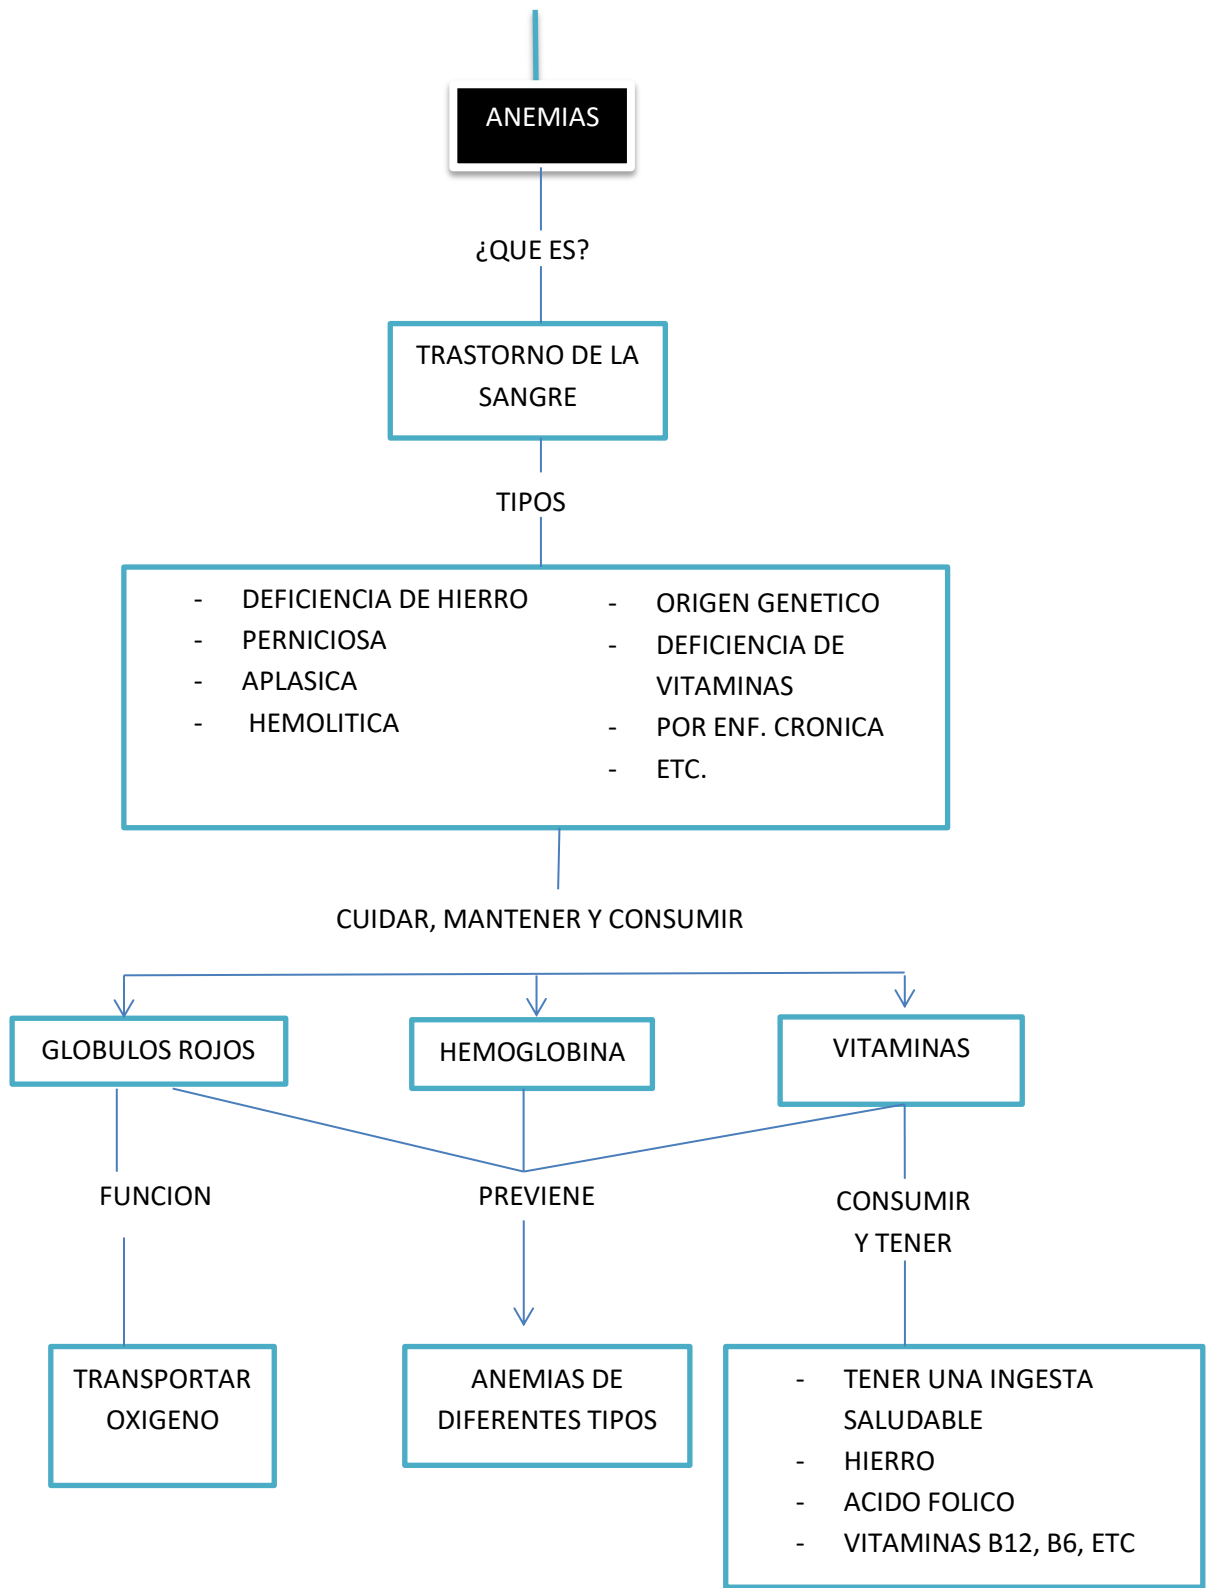 ANEMIAS
¿QUE ES?
TRASTORNO DE LA
SANGRE
TIPOS
- DEFICIENCIA DE HIERRO
- PERNICIOSA
- APLASICA
- HEMOLITICA
- ORIGEN GENETICO
- DEFICIENCIA DE
VITAMINAS
- POR ENF. CRONICA
- ETC.
CUIDAR, MANTENER Y CONSUMIR
GLOBULOS ROJOS
HEMOGLOBINA
VITAMINAS
FUNCION
PREVIENE
CONSUMIR
Y TENER
TRANSPORTAR
OXIGENO
ANEMIAS DE
DIFERENTES TIPOS
- TENER UNA INGESTA
SALUDABLE
- HIERRO
- ACIDO FOLICO
- VITAMINAS B12, B6, ETC